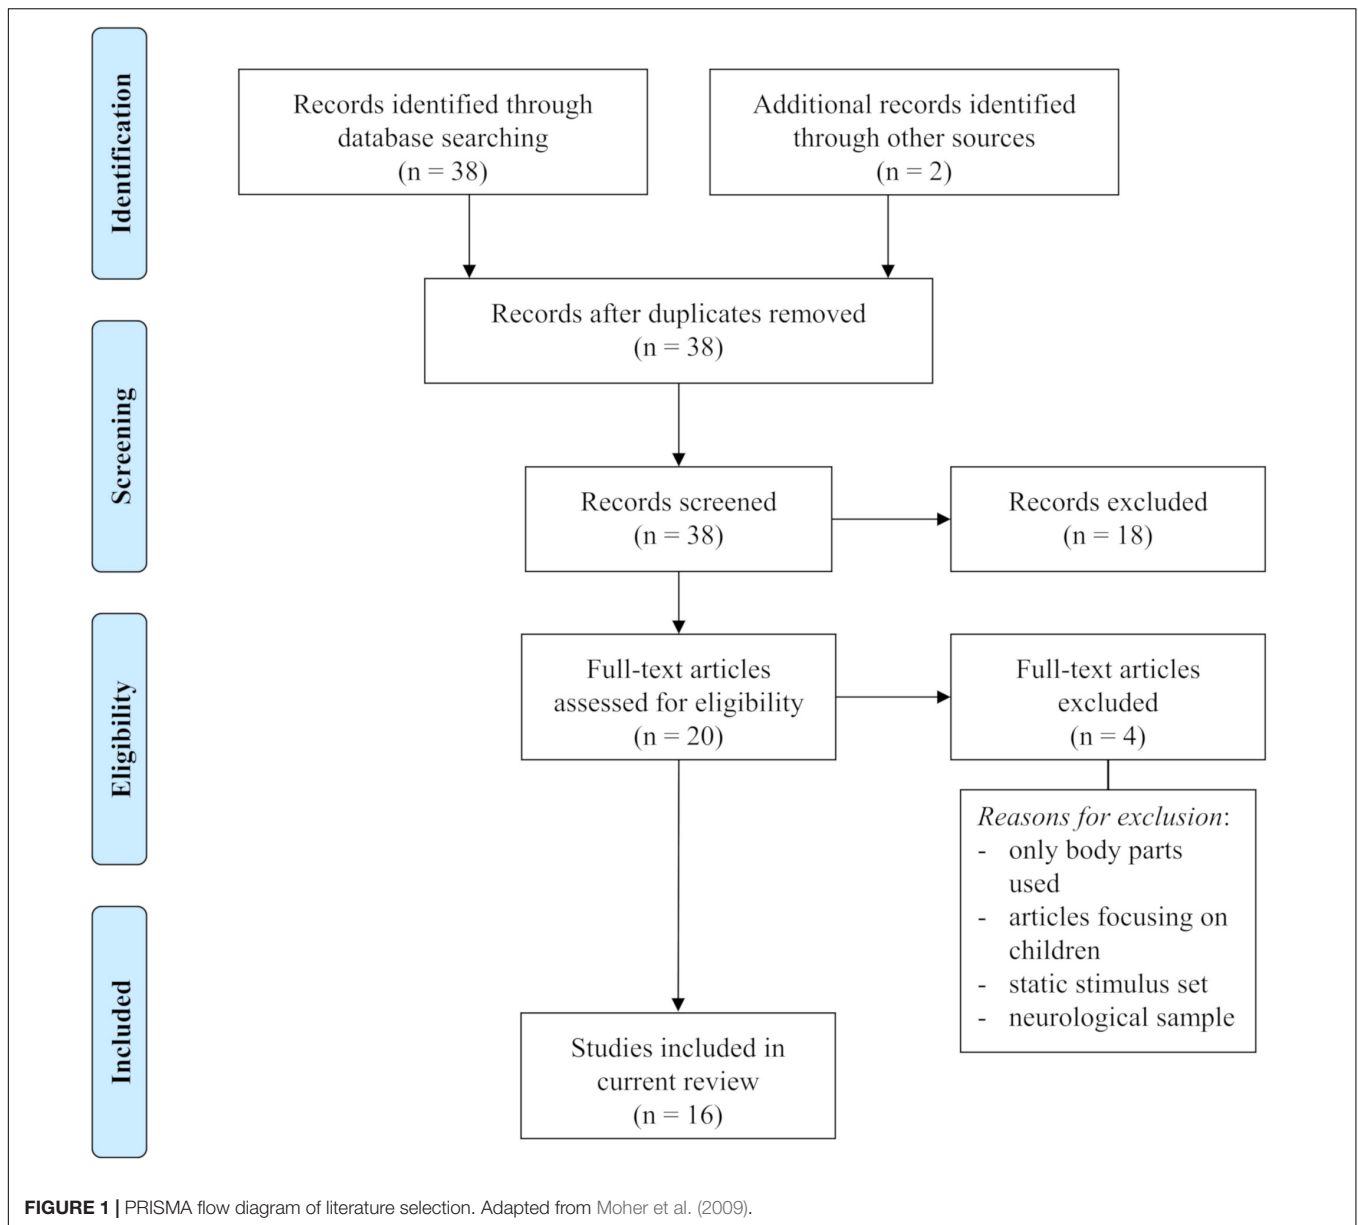 Identification
Records identified through
database searching
(n = 38)
Additional records identified
through other sources
(n = 2)
Records after duplicates removed
(n = 38)
Screening
Records screened
(n = 38)
Records excluded
(n = 18)
Eligibility
Full-text articles
assessed for eligibility
(n = 20)
Full-text articles
excluded
(n = 4)
Reasons for exclusion:
- only body parts
used
- articles focusing on
children
- static stimulus set
- neurological sample
Included
Studies included in
current review
(n = 16)
FIGURE 1 | PRISMA flow diagram of literature selection. Adapted from Moher et al. (2009).